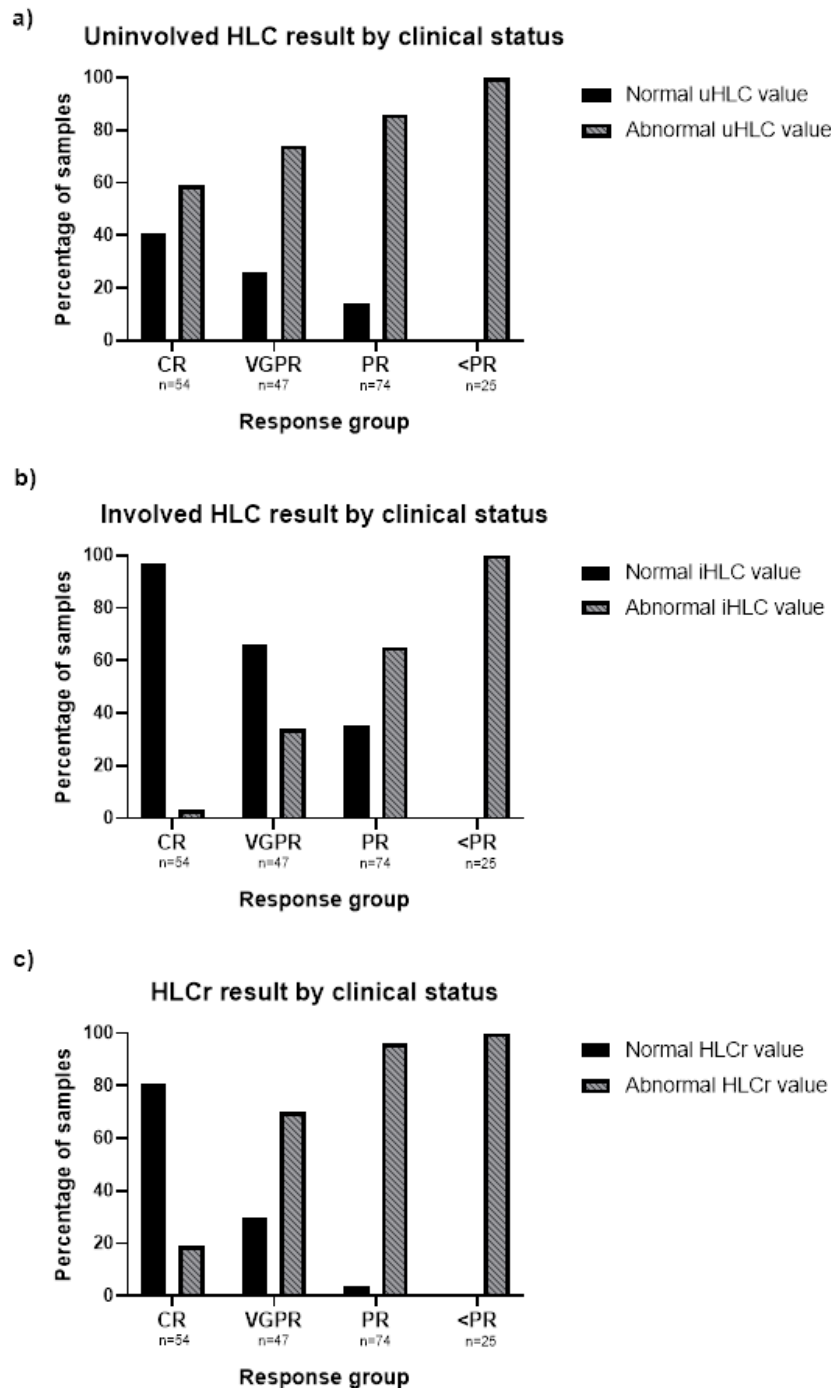 a)
Uninvolved HLC result by clinical status
Percentage of samples
100
80
60
40
20
0
CR
n=54
VGPR
n=47
PR
n=74
<PR
n=25
Response group
Normal uHLC value
Abnormal uHLC value
b)
Involved HLC result by clinical status
Percentage of samples
100
80
60
40
20
0
CR
n=54
VGPR
n=47
PR
n=74
<PR
n=25
Response group
Normal iHLC value
Abnormal iHLC value
c)
HLCr result by clinical status
Percentage of samples
100
80
60
40
20
0
CR
n=54
VGPR
n=47
PR
n=74
<PR
n=25
Response group
Normal HLCr value
Abnormal HLCr value